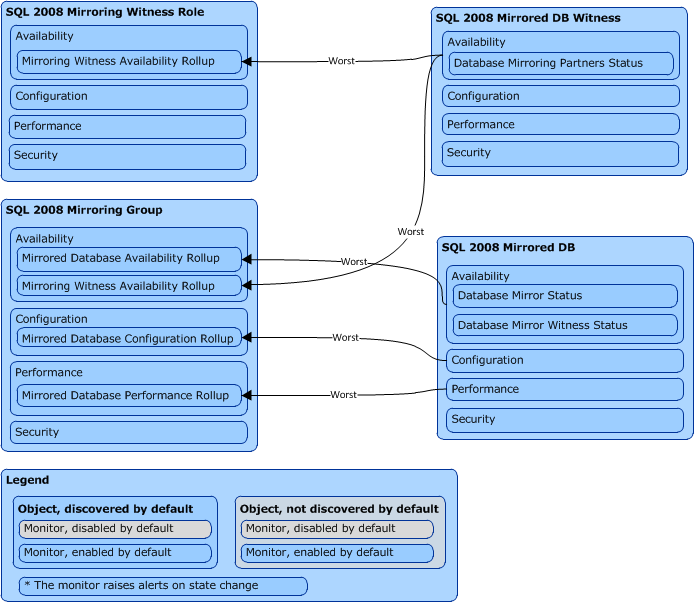 SQL 2008 Mirroring Witness Role
Availability
Mirroring Witness Availability Rollup
Configuration
Performance
Security
SQL 2008 Mirrored DB Witness
Availability
Database Mirroring Partners Status
Configuration
Performance
Security
Worst
Worst
SQL 2008 Mirroring Group
Availability
Mirrored Database Availability Rollup
Mirroring Witness Availability Rollup
Configuration
Mirrored Database Configuration Rollup
Performance
Mirrored Database Performance Rollup
Security
Worst
Worst
Worst
SQL 2008 Mirrored DB
Availability
Database Mirror Status
Database Mirror Witness Status
Configuration
Performance
Security
Legend
Object, discovered by default
Monitor, disabled by default
Monitor, enabled by default
Object, not discovered by default
Monitor, disabled by default
Monitor, enabled by default
* The monitor raises alerts on state change